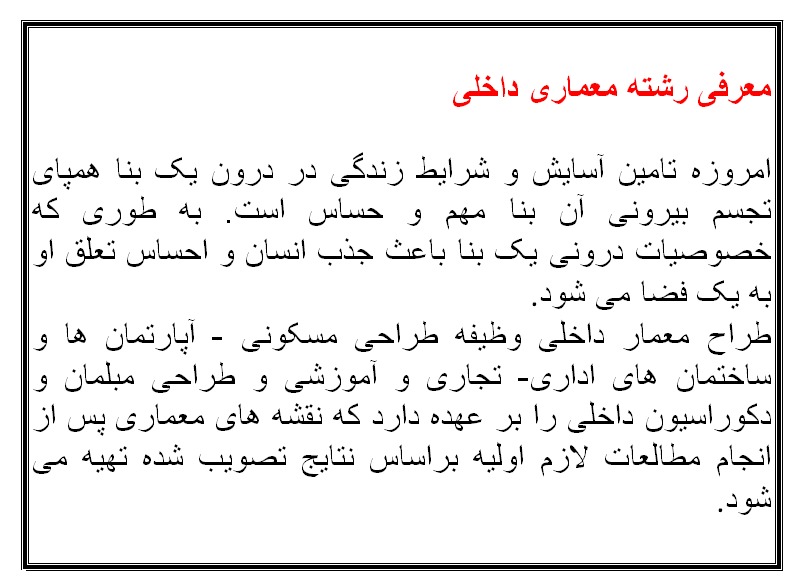 معرفی رشته معماری داخلی
امروزه تامین آسایش و شرایط زندگی در درون یک بنا همپای
تجسم بیرونی آن بنا مهم و حساس است. به طوری که
خصوصیات درونی یک بنا باعث جذب انسان و احساس تعلق او
به یک فضا می شود.
طراح معمار داخلی وظیفه طراحی مسکونی - آپارتمان ها و
ساختمان های اداری- تجاری و آموزشی و طراحی مبلمان و
دکوراسیون داخلی را بر عهده دارد که نقشه های معماری پس از
انجام مطالعات لازم اولیه براساس نتایج تصویب شده تهیه می
شود.